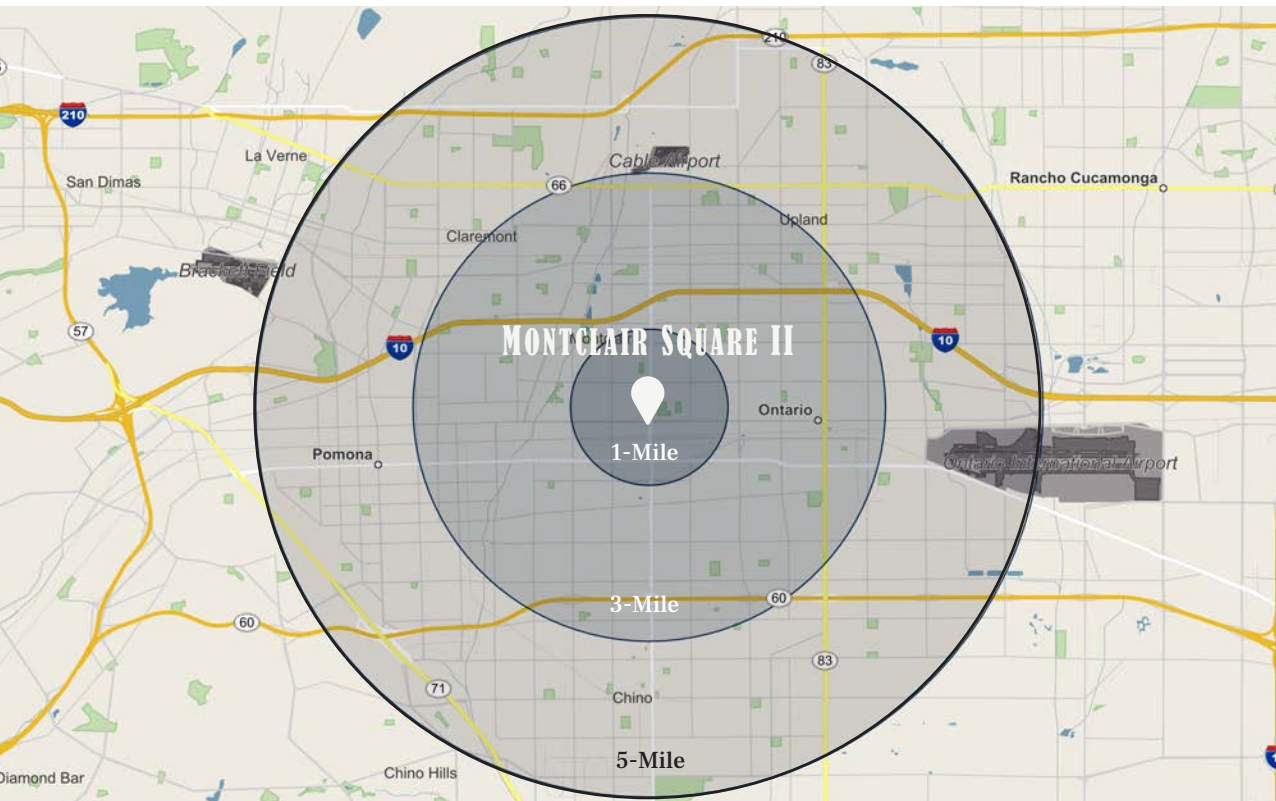 210
83
210
La Verne
Cable Airport
San Dimas
66
Rancho Cucamonga
Upland
Claremont
Brackett Field
57
10
10
MONTCLAIR SQUARE II
Ontario
1-Mile
Pomona
Ontario International Airport
3-Mile
60
60
83
71
Chino
5-Mile
Chino Hills
Diamond Bar